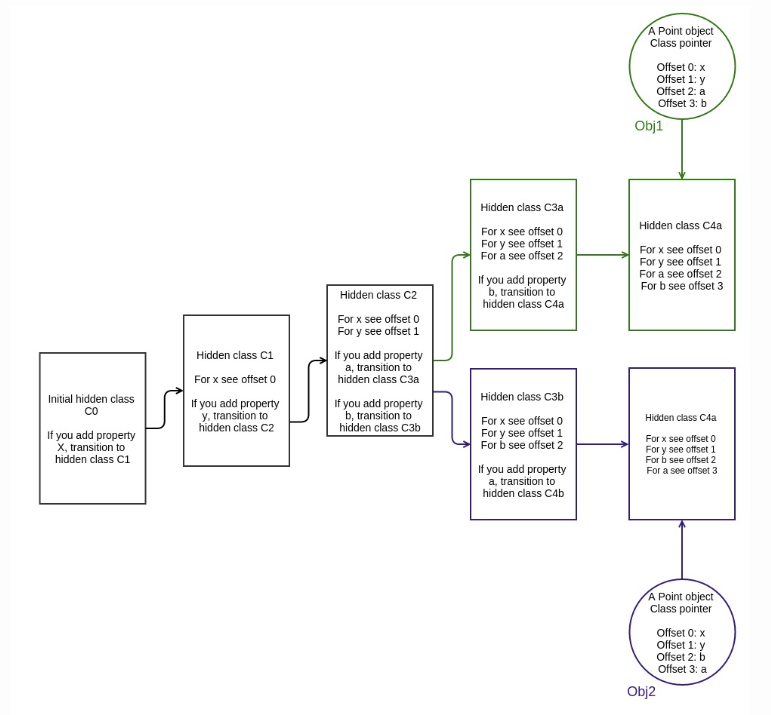 A Point object
Class pointer
Offset 0: x
Offset 1: y
Offset 2: a
Offset 3: b
Obj1
Initial hidden class
C0
If you add property
X, transition to
hidden class C1
Hidden class C1
For x see offset 0
If you add property
y, transition to
hidden class C2
Hidden class C2
For x see offset 0
For y see offset 1
If you add property
a, transition to
hidden class C3a
If you add property
b, transition to
hidden class C3b
Hidden class C3a
For x see offset 0
For y see offset 1
For a see offset 2
If you add property
b, transition to
hidden class C4a
Hidden class C4a
For x see offset 0
For y see offset 1
For a see offset 2
For b see offset 3
Hidden class C3b
For x see offset 0
For y see offset 1
For b see offset 2
If you add property
a, transition to
hidden class C4b
Hidden class C4a
For x see offset 0
For y see offset 1
For b see offset 2
For a see offset 3
A Point object
Class pointer
Offset 0: x
Offset 1: y
Offset 2: b
Offset 3: a
Obj2